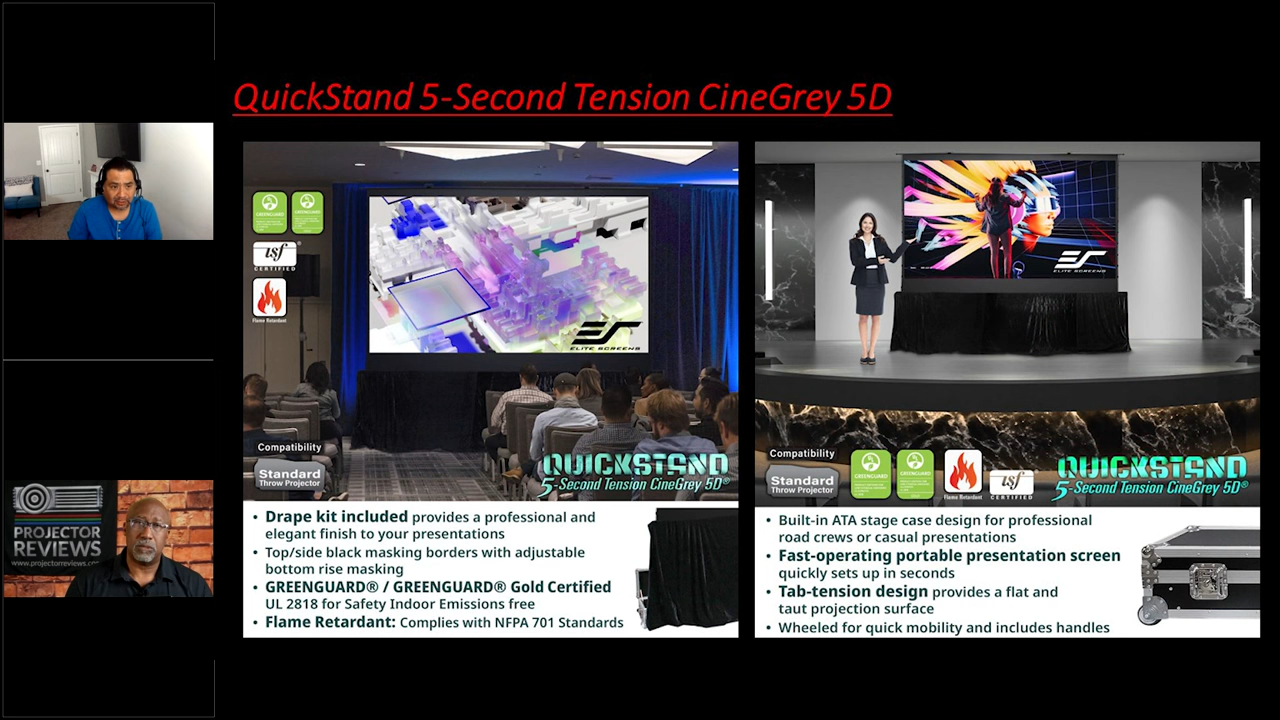 QuickStand 5-Second Tension CineGrey 5D
GREENGUARD
GREENGUARD
isf
CERTIFIED
Flame Retardant
ELITE SCREENS
Compatibility
Standard
Throw Projector
QUICKSTAND
5-Second Tension CineGrey 5D®
• Drape kit included provides a professional and
elegant finish to your presentations
• Top/side black masking borders with adjustable
bottom rise masking
• GREENGUARD® / GREENGUARD® Gold Certified
UL 2818 for Safety Indoor Emissions free
• Flame Retardant: Complies with NFPA 701 Standards
ELITE SCREENS
Compatibility
Standard
Throw Projector
GREENGUARD
GREENGUARD
Flame Retardant
isf
CERTIFIED
QUICKSTAND
5-Second Tension CineGrey 5D®
• Built-in ATA stage case design for professional
road crews or casual presentations
• Fast-operating portable presentation screen
quickly sets up in seconds
• Tab-tension design provides a flat and
taut projection surface
• Wheeled for quick mobility and includes handles
PROJECTOR
REVIEWS
www.projectorreviews.com